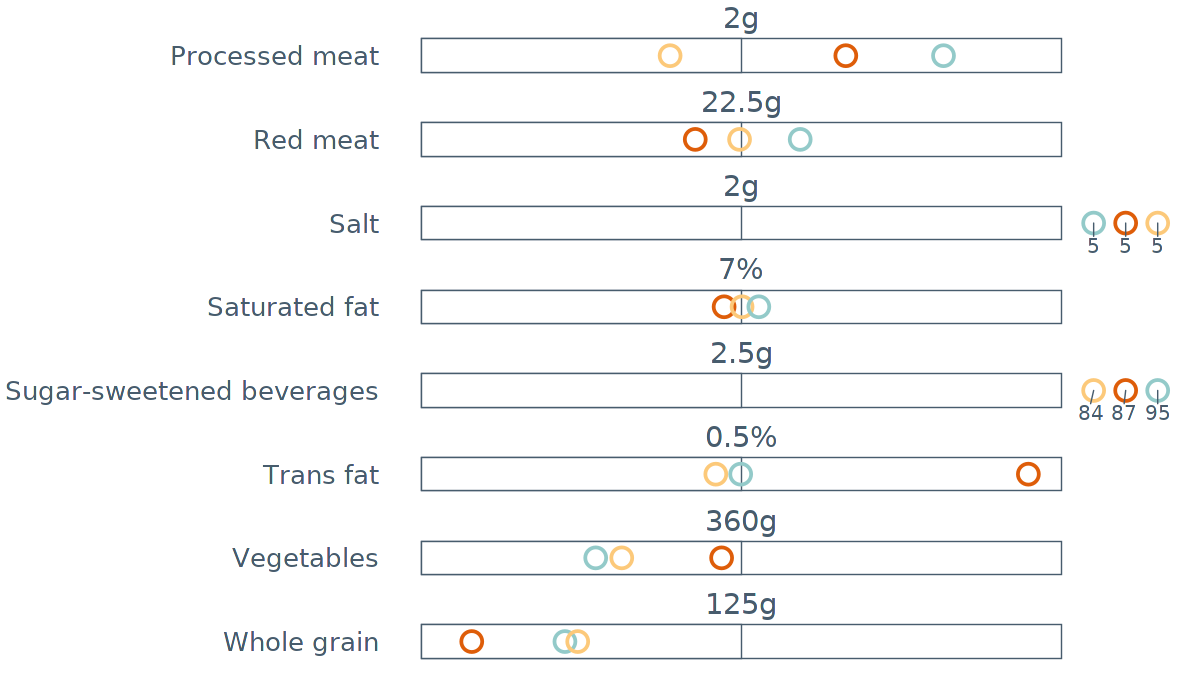 2g
Processed meat
22.5g
Red meat
2g
Salt
5 5 5
7%
Saturated fat
2.5g
Sugar-sweetened beverages
84 87 95
0.5%
Trans fat
360g
Vegetables
125g
Whole grain